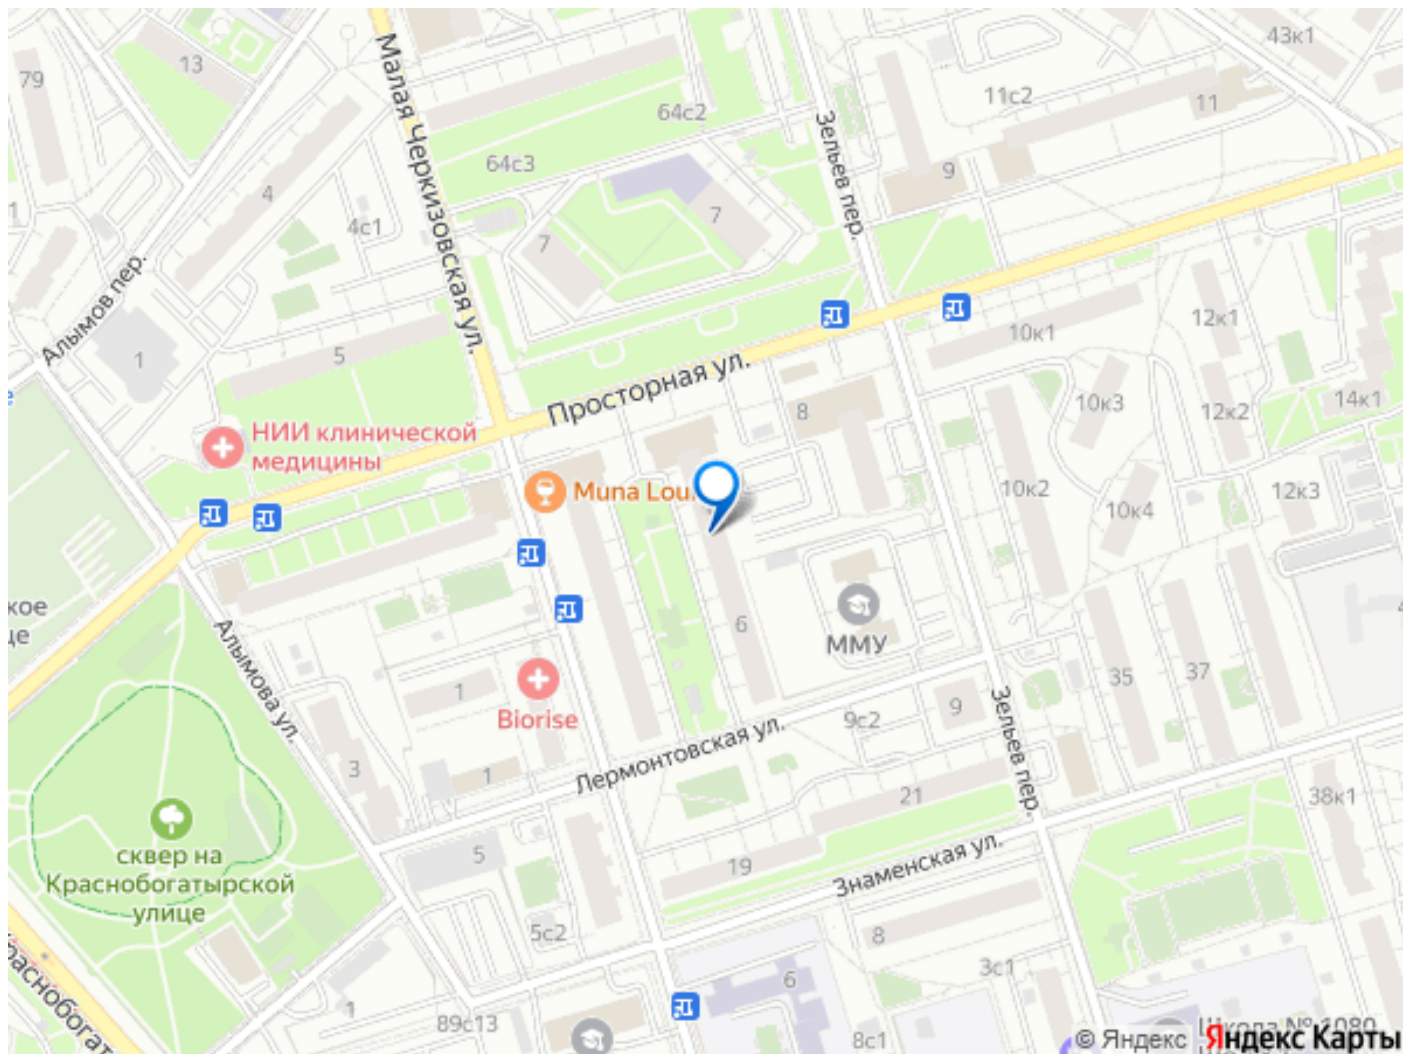 43к1
13
79
11с2
11
64с2
Малая Черкизовская ул.
Зельев пер.
64с3
9
4
7
4с1
7
1
Алымов пер.
12к1
10к1
1
5
Просторная ул.
14к1
10к3
12к2
8
НИИ клинической
медицины
Muna Lou
10к2
12к3
10к4
6
ММУ
Алымова ул.
35
37
1
Biorise
9
9с2
Зельев пер.
Лермонтовская ул.
3
1
21
38к1
сквер на
Краснобогатырской
улице
5
19
Знаменская ул.
5с2
8
3с1
6
1
89с13
8с1
© Яндекс
Яндекс Карты